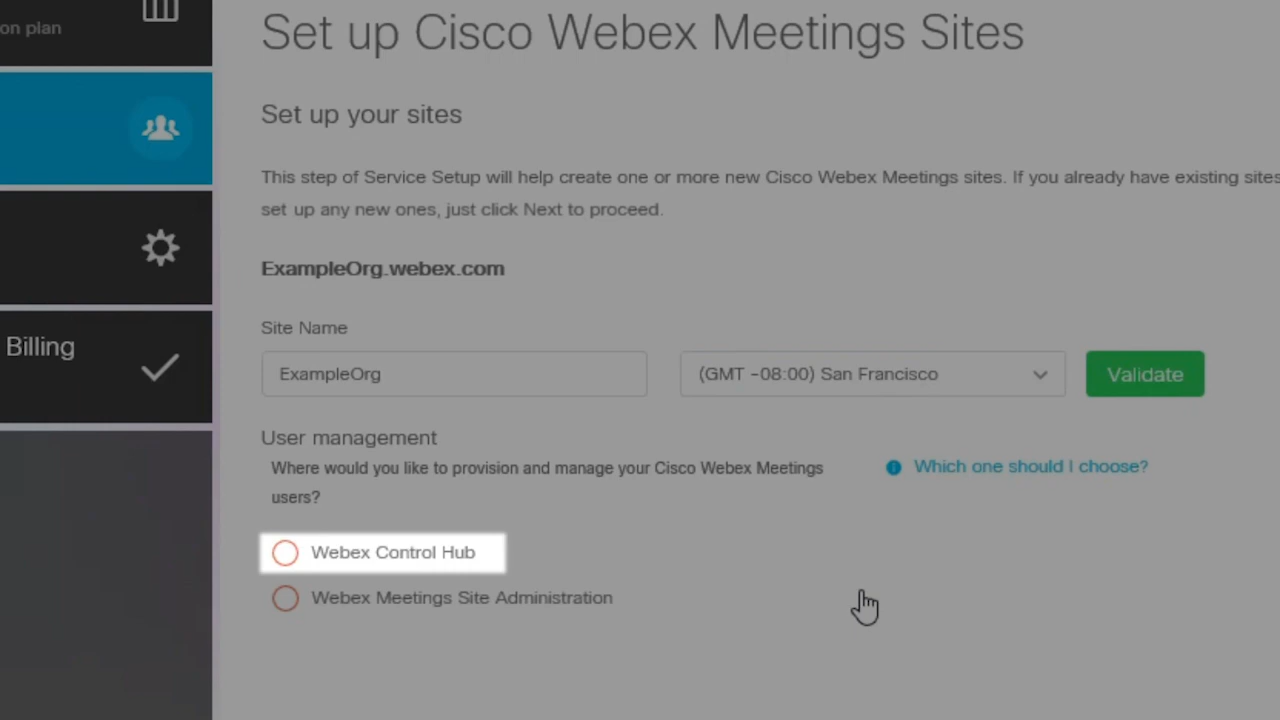 on plan
Set up Cisco Webex Meetings Sites
Set up your sites
This step of Service Setup will help create one or more new Cisco Webex Meetings sites. If you already have existing sites
set up any new ones, just click Next to proceed.
ExampleOrg.webex.com
Site Name
ExampleOrg
(GMT -08:00) San Francisco
Validate
Billing
User management
Where would you like to provision and manage your Cisco Webex Meetings
users?
Which one should I choose?
Webex Control Hub
Webex Meetings Site Administration